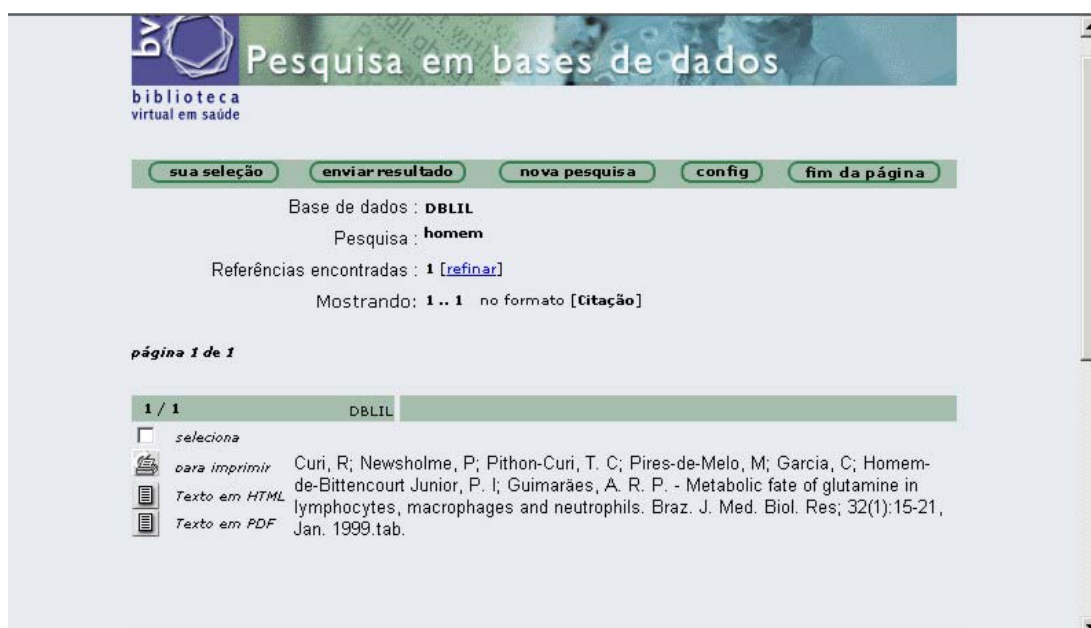 bv
Pesquisa em bases de dados
biblioteca
virtual em saúde
sua seleção enviar resultado nova pesquisa config fim da página
Base de dados : DBLIL
Pesquisa : homem
Referências encontradas : 1 [refinar]
Mostrando: 1 .. 1 no formato [Citação]
página 1 de 1
1 / 1 DBLIL
seleciona
para imprimir
Texto em HTML
Texto em PDF
Curi, R; Newsholme, P; Pithon-Curi, T. C; Pires-de-Melo, M; Garcia, C; Homem-
de-Bittencourt Junior, P. I; Guimarães, A. R. P. - Metabolic fate of glutamine in
lymphocytes, macrophages and neutrophils. Braz. J. Med. Biol. Res; 32(1):15-21,
Jan. 1999.tab.